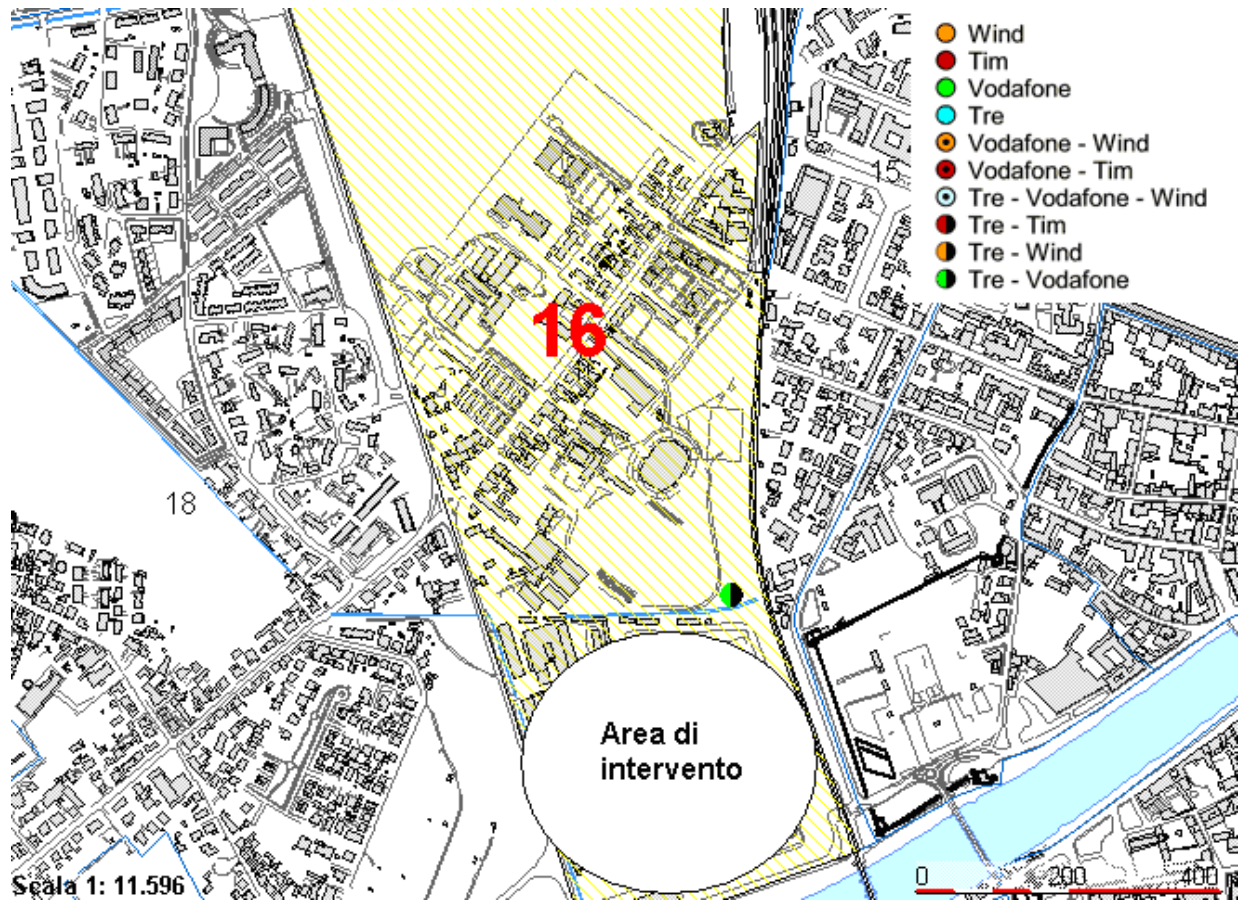 Wind
Tim
Vodafone
Tre
Vodafone - Wind
Vodafone - Tim
Tre - Vodafone - Wind
Tre - Tim
Tre - Wind
Tre - Vodafone
15
16
18
Area di
intervento
Scala 1: 11.596
0 200 400